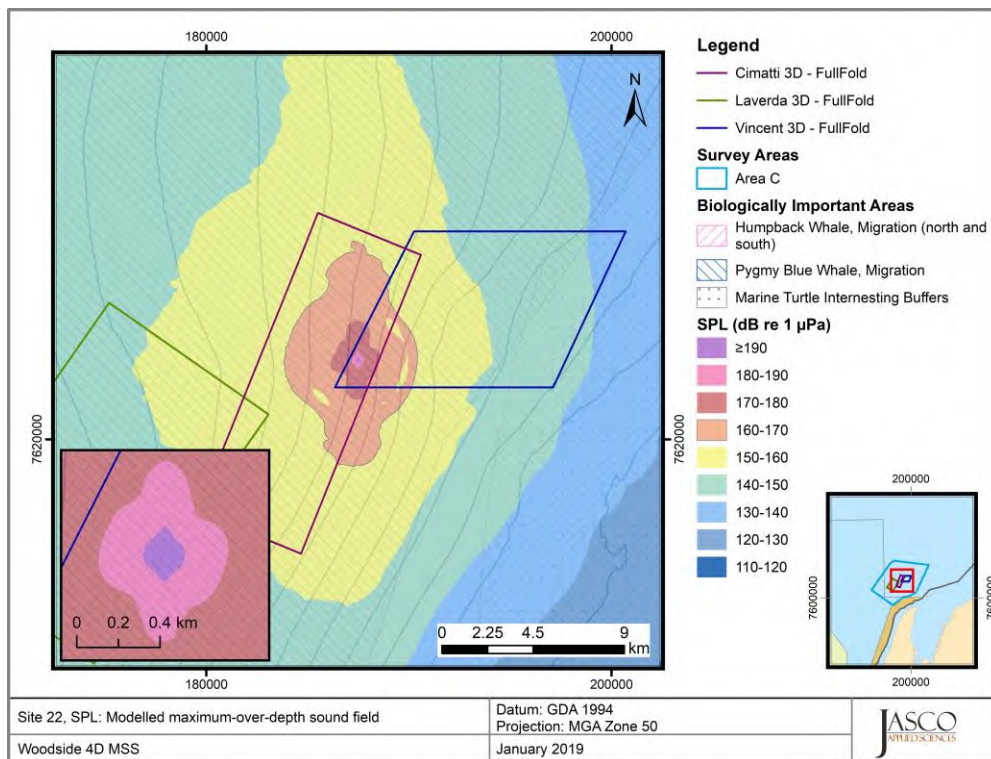 180000
200000
N
7620000
7620000
0 0.2 0.4 km
0 2.25 4.5 9
km
180000
200000
Legend
Cimatti 3D - FullFold
Laverda 3D - FullFold
Vincent 3D - FullFold
Survey Areas
Area C
Biologically Important Areas
Humpback Whale, Migration (north and
south)
Pygmy Blue Whale, Migration
Marine Turtle Internesting Buffers
SPL (dB re 1 µPa)
≥190
180-190
170-180
160-170
150-160
140-150
130-140
120-130
110-120
200000
7600000
200000
Site 22, SPL: Modelled maximum-over-depth sound field
Woodside 4D MSS
Datum: GDA 1994
Projection: MGA Zone 50
January 2019
JASCO
APPLIED SCIENCES